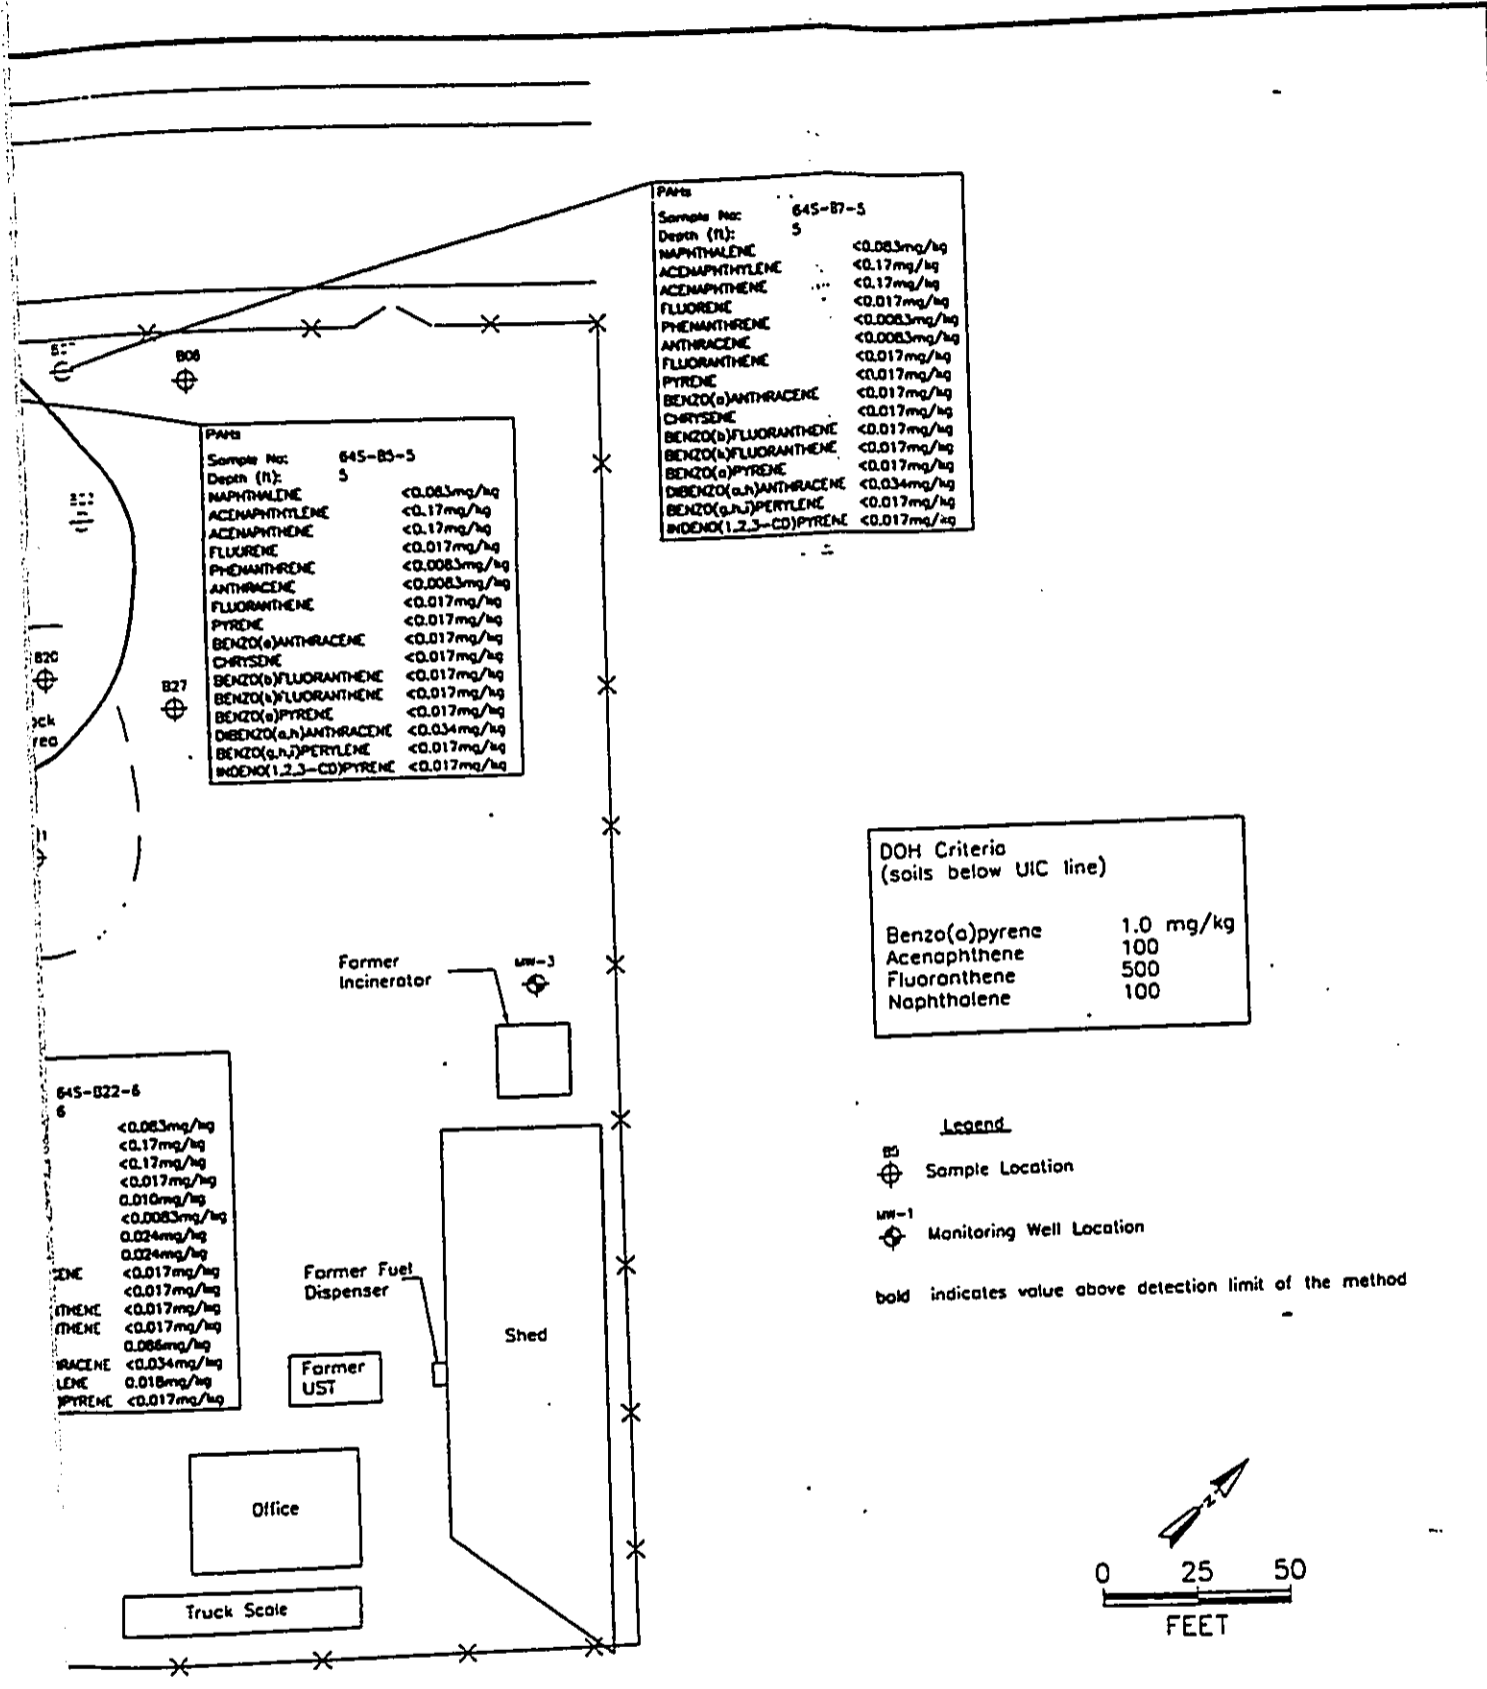 PAHs
Sample No: 645-B7-5
Depth (ft): 5
NAPHTHALENE <0.083mg/kg
ACENAPHTHYLENE <0.17mg/kg
ACENAPHTHENE <0.17mg/kg
FLUORENE <0.017mg/kg
PHENANTHRENE <0.0083mg/kg
ANTHRACENE <0.0083mg/kg
FLUORANTHENE <0.017mg/kg
PYRENE <0.017mg/kg
BENZO(a)ANTHRACENE <0.017mg/kg
CHRYSENE <0.017mg/kg
BENZO(b)FLUORANTHENE <0.017mg/kg
BENZO(k)FLUORANTHENE <0.017mg/kg
BENZO(a)PYRENE <0.017mg/kg
DIBENZO(a,h)ANTHRACENE <0.034mg/kg
BENZO(g,h,i)PERYLENE <0.017mg/kg
INDENO(1,2,3-CD)PYRENE <0.017mg/kg
B08
PAHs
Sample No: 645-B5-5
Depth (ft): 5
NAPHTHALENE <0.083mg/kg
ACENAPHTHYLENE <0.17mg/kg
ACENAPHTHENE <0.17mg/kg
FLUORENE <0.017mg/kg
PHENANTHRENE <0.0083mg/kg
ANTHRACENE <0.0083mg/kg
FLUORANTHENE <0.017mg/kg
PYRENE <0.017mg/kg
BENZO(a)ANTHRACENE <0.017mg/kg
CHRYSENE <0.017mg/kg
BENZO(b)FLUORANTHENE <0.017mg/kg
BENZO(k)FLUORANTHENE <0.017mg/kg
BENZO(a)PYRENE <0.017mg/kg
DIBENZO(a,h)ANTHRACENE <0.034mg/kg
BENZO(g,h,i)PERYLENE <0.017mg/kg
INDENO(1,2,3-CD)PYRENE <0.017mg/kg
B20
B27
ock
rea
DOH Criteria
(soils below UIC line)
Benzo(a)pyrene 1.0 mg/kg
Acenaphthene 100
Fluoranthene 500
Naphthalene 100
Former
Incinerator
MW-3
645-B22-6
6
<0.083mg/kg
<0.17mg/kg
<0.17mg/kg
<0.017mg/kg
0.010mg/kg
<0.0083mg/kg
0.024mg/kg
0.024mg/kg
ENE <0.017mg/kg
<0.017mg/kg
THENE <0.017mg/kg
THENE <0.017mg/kg
0.086mg/kg
RACENE <0.034mg/kg
LENE 0.018mg/kg
)PYRENE <0.017mg/kg
Legend
B5
Sample Location
MW-1
Monitoring Well Location
bold indicates value above detection limit of the method
Former Fuel
Dispenser
Shed
Former
UST
Office
Truck Scale
N
0 25 50
FEET